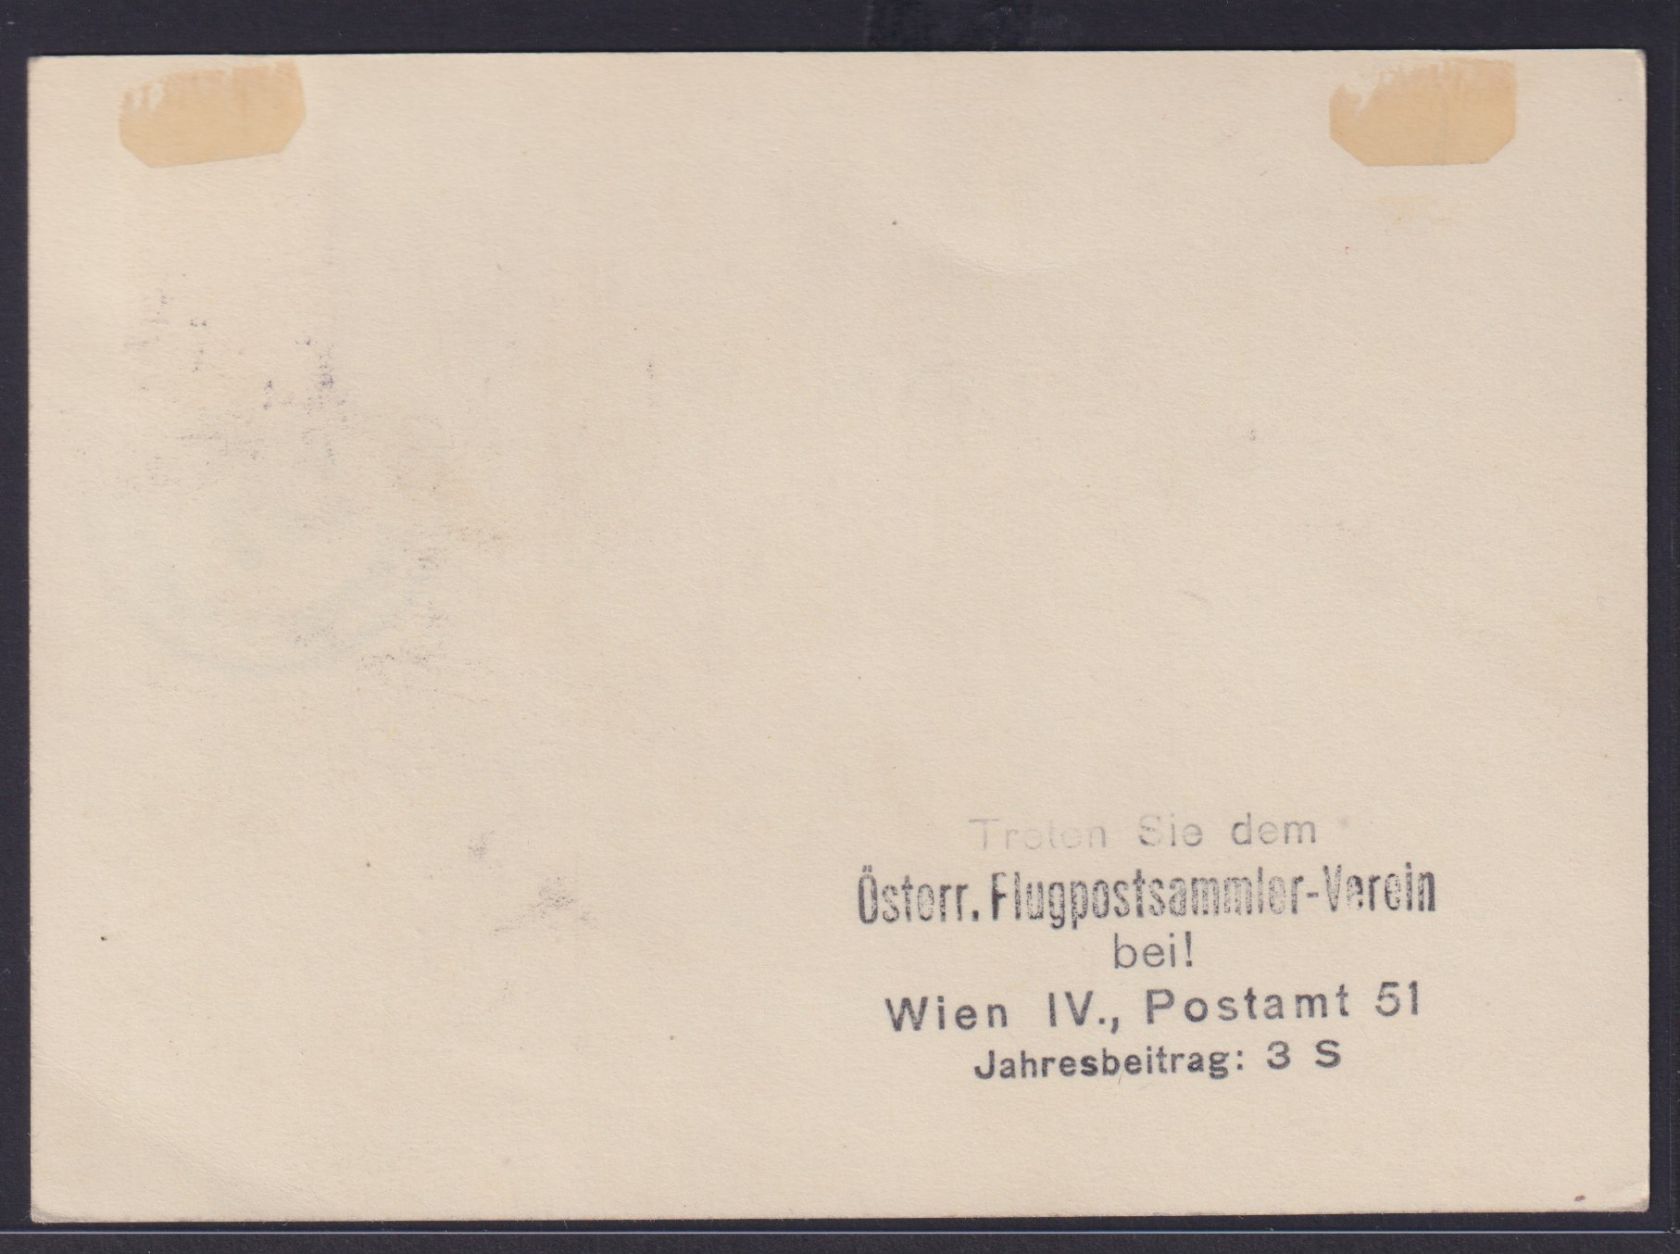 Treten Sie dem
Österr. Flugpostsammler-Verein
bei!
Wien IV., Postamt 51
Jahresbeitrag: 3 S